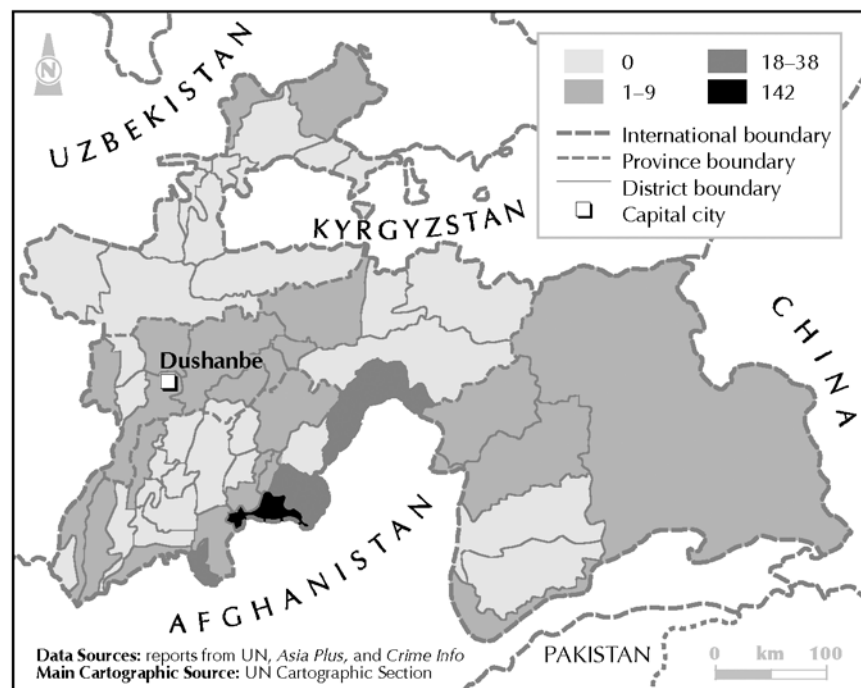 N
UZBEKISTAN
KYRGYZSTAN
CHINA
Dushanbe
AFGHANISTAN
PAKISTAN
0
1–9
18–38
142
International boundary
Province boundary
District boundary
Capital city
Data Sources: reports from UN, Asia Plus, and Crime Info
Main Cartographic Source: UN Cartographic Section
0 km 100